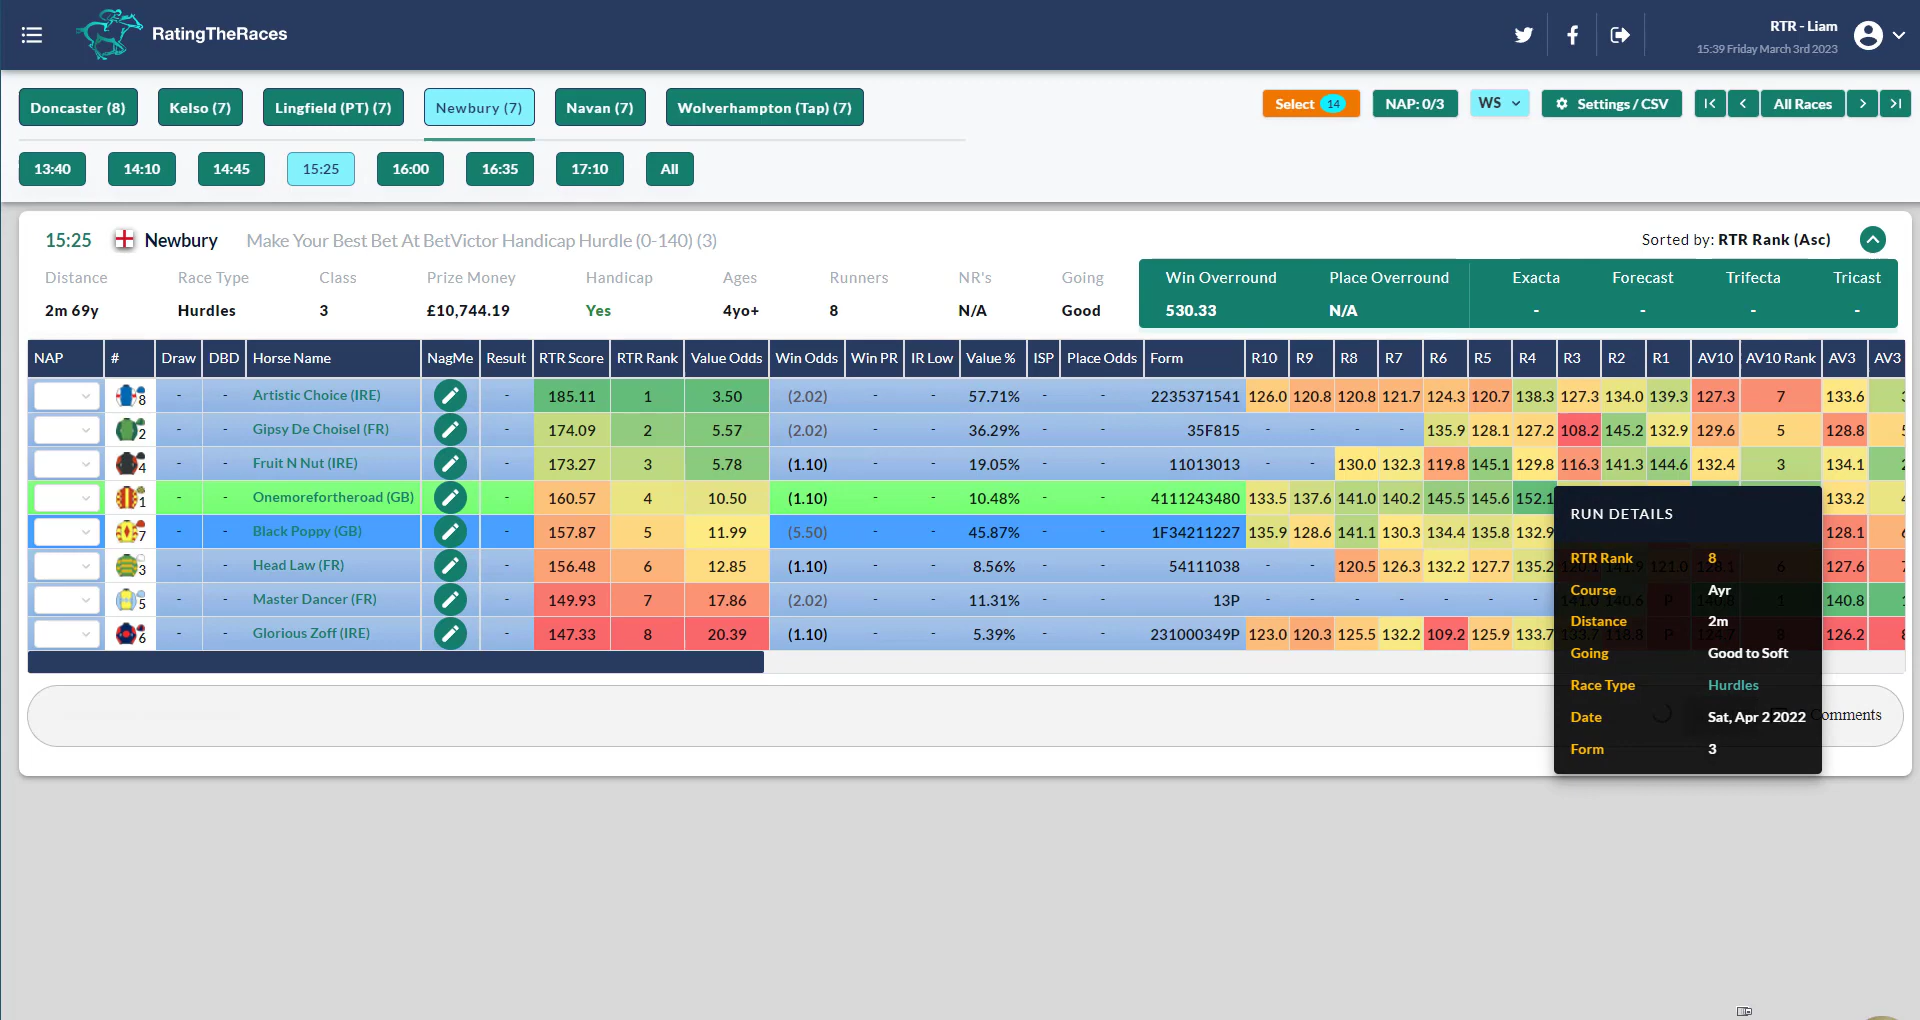 RatingTheRaces
RTR - Liam
15:39 Friday March 3rd 2023
Doncaster (8) Kelso (7) Lingfield (PT) (7) Newbury (7) Navan (7) Wolverhampton (Tap) (7) Select 14 NAP: 0/3 WS Settings / CSV All Races
13:40 14:10 14:45 15:25 16:00 16:35 17:10 All
15:25 Newbury Make Your Best Bet At BetVictor Handicap Hurdle (0-140) (3) Sorted by: RTR Rank (Asc)
Distance Race Type Class Prize Money Handicap Ages Runners NR's Going Win Overround Place Overround Exacta Forecast Trifecta Tricast
2m 69y Hurdles 3 £10,744.19 Yes 4yo+ 8 N/A Good 530.33 N/A - - - -
NAP # Draw DBD Horse Name NagMe Result RTR Score RTR Rank Value Odds Win Odds Win PR IR Low Value % ISP Place Odds Form R10 R9 R8 R7 R6 R5 R4 R3 R2 R1 AV10 AV10 Rank AV3 AV3
8 - - Artistic Choice (IRE) - 185.11 1 3.50 (2.02) - - 57.71% - - 2235371541 126.0 120.8 120.8 121.7 124.3 120.7 138.3 127.3 134.0 139.3 127.3 7 133.6
2 - - Gipsy De Choisel (FR) - 174.09 2 5.57 (2.02) - - 36.29% - - 35F815 - - - - 135.9 128.1 127.2 108.2 145.2 132.9 129.6 5 128.8
4 - - Fruit N Nut (IRE) - 173.27 3 5.78 (1.10) - - 19.05% - - 11013013 - - 130.0 132.3 119.8 145.1 129.8 116.3 141.3 144.6 132.4 3 134.1
1 - - Onemorefortheroad (GB) - 160.57 4 10.50 (1.10) - - 10.48% - - 4111243480 133.5 137.6 141.0 140.2 145.5 145.6 152.1 133.2
7 - - Black Poppy (GB) - 157.87 5 11.99 (5.50) - - 45.87% - - 1F34211227 135.9 128.6 141.1 130.3 134.4 135.8 132.9 128.1
3 - - Head Law (FR) - 156.48 6 12.85 (1.10) - - 8.56% - - 54111038 - - 120.5 126.3 132.2 127.7 135.2 121.0 128.1 6 127.6
5 - - Master Dancer (FR) - 149.93 7 17.86 (2.02) - - 11.31% - - 13P - - - - - - - 141.0 140.6 P 140.8 1 140.8
6 - - Glorious Zoff (IRE) - 147.33 8 20.39 (1.10) - - 5.39% - - 231000349P 123.0 120.3 125.5 132.2 109.2 125.9 133.7 133.7 118.8 P 124.7 8 126.2
RUN DETAILS
RTR Rank 8
Course Ayr
Distance 2m
Going Good to Soft
Race Type Hurdles
Date Sat, Apr 2 2022
Form 3
Comments